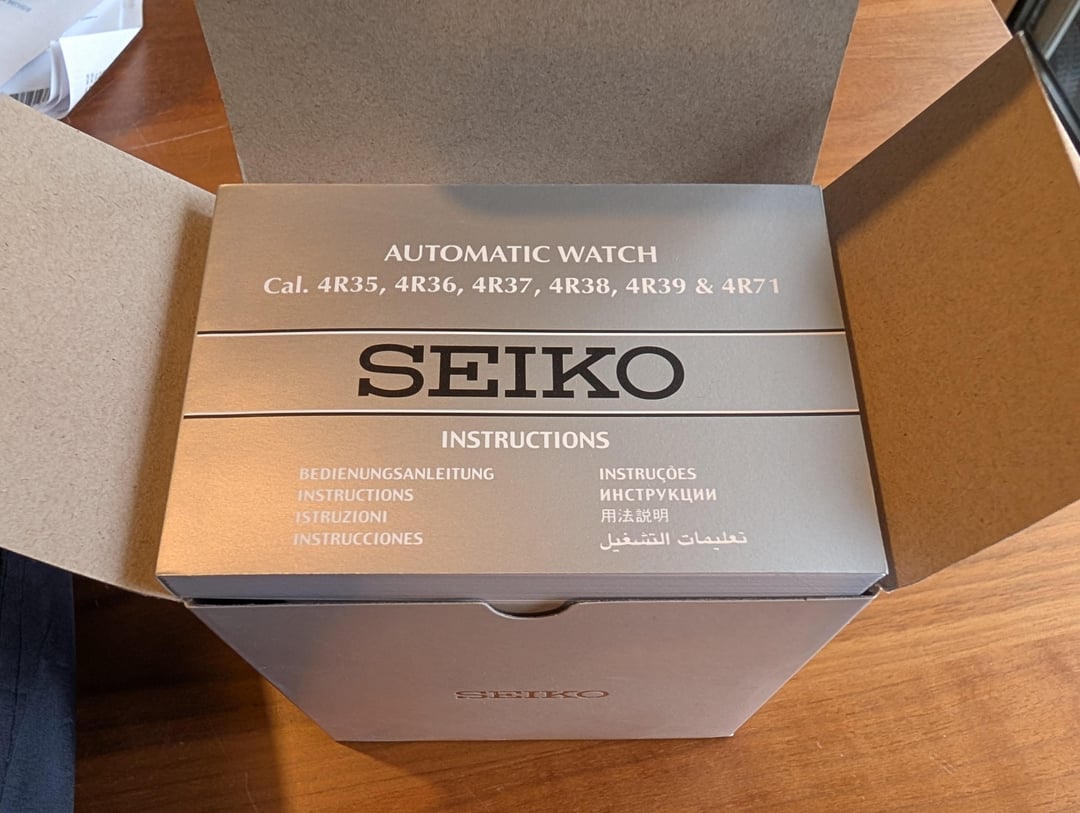 AUTOMATIC WATCH
Cal. 4R35, 4R36, 4R37, 4R38, 4R39 & 4R71
SEIKO
INSTRUCTIONS
BEDIENUNGSANLEITUNG
INSTRUCTIONS
ISTRUZIONI
INSTRUCCIONES
INSTRUÇÕES
ИНСТРУКЦИИ
用法説明
تعليمات التشغيل
SEIKO